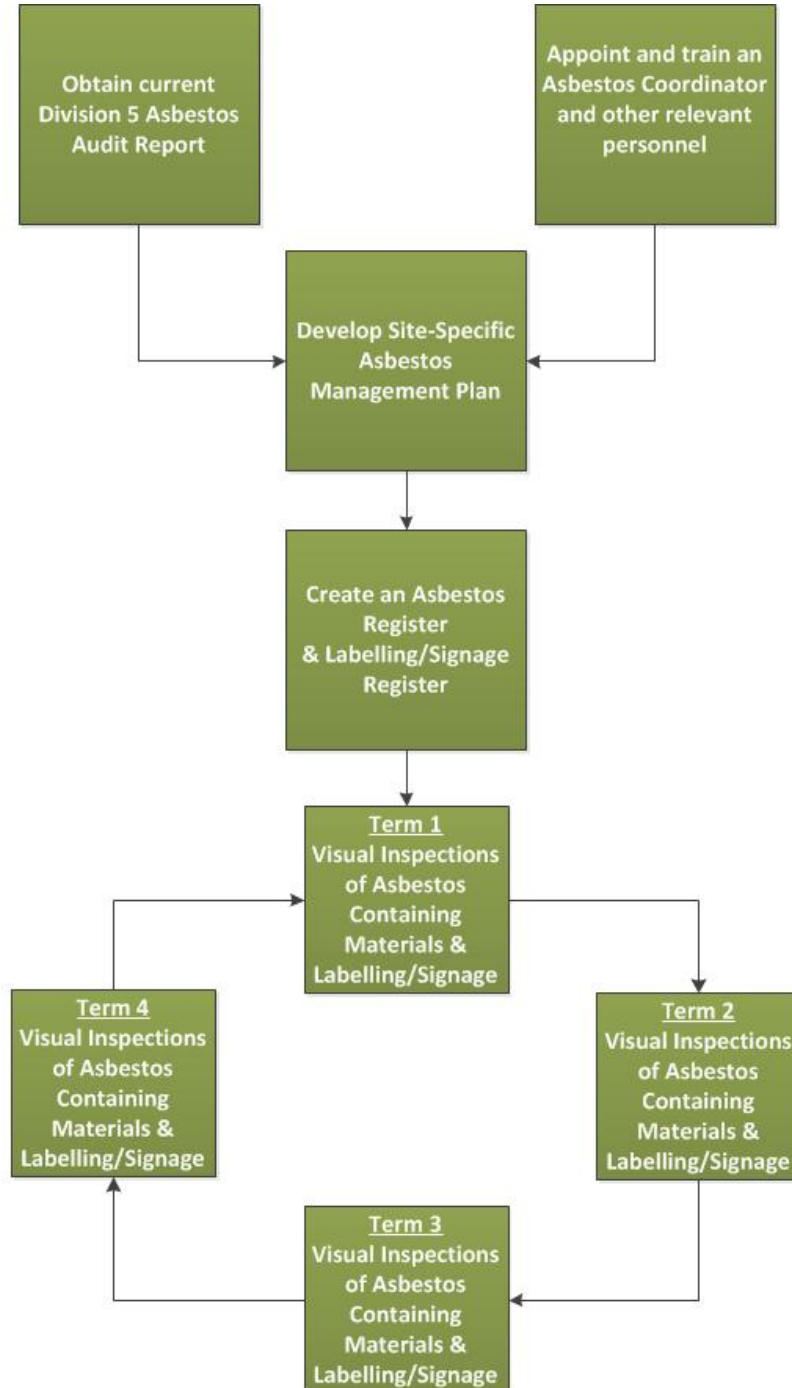 Obtain current
Division 5 Asbestos
Audit Report
Appoint and train an
Asbestos Coordinator
and other relevant
personnel
Develop Site-Specific
Asbestos
Management Plan
Create an Asbestos
Register
& Labelling/Signage
Register
Term 1
Visual Inspections
of Asbestos
Containing
Materials &
Labelling/Signage
Term 2
Visual Inspections
of Asbestos
Containing
Materials &
Labelling/Signage
Term 3
Visual Inspections
of Asbestos
Containing
Materials &
Labelling/Signage
Term 4
Visual Inspections
of Asbestos
Containing
Materials &
Labelling/Signage